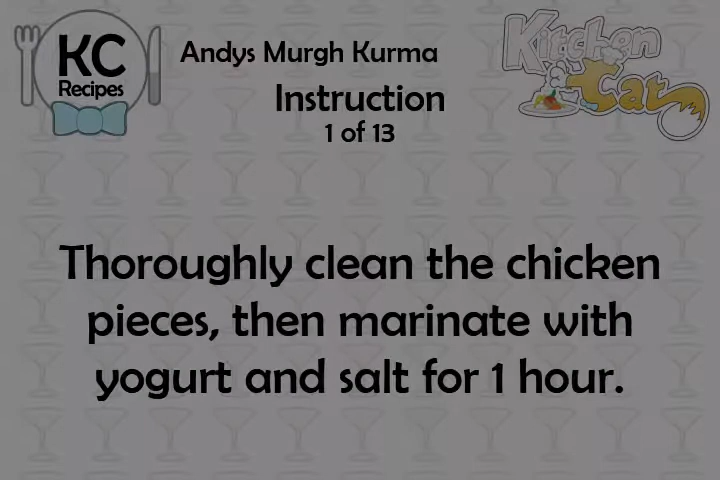 KC
Recipes
Andys Murgh Kurma
Kitchen
Cat
Instruction
1 of 13
Thoroughly clean the chicken
pieces, then marinate with
yogurt and salt for 1 hour.